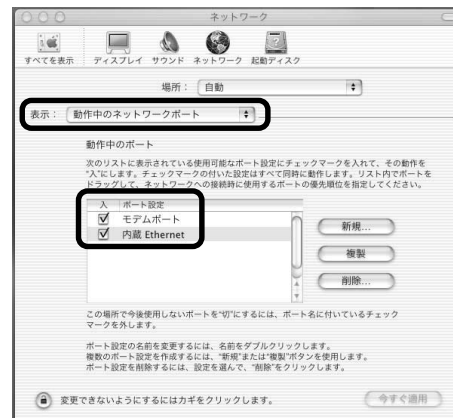 ネットワーク
すべてを表示 ディスプレイ サウンド ネットワーク 起動ディスク
場所： 自動
表示： 動作中のネットワークポート
動作中のポート
次のリストに表示されている使用可能なポート設定にチェックマークを入れて、その動作を
“入”にします。チェックマークの付いた設定はすべて同時に動作します。リスト内でポートを
ドラッグして、ネットワークへの接続時に使用するポートの優先順位を指定してください。
入 ポート設定
モデムポート
内蔵 Ethernet
新規...
複製
削除...
この場所で今後使用しないポートを“切”にするには、ポート名に付いているチェック
マークを外します。
ポート設定の名前を変更するには、名前をダブルクリックします。
複数のポート設定を作成するには、“新規”または“複製”ボタンを使用します。
ポート設定を削除するには、設定を選んで、“削除”をクリックします。
変更できないようにするにはカギをクリックします。
今すぐ適用